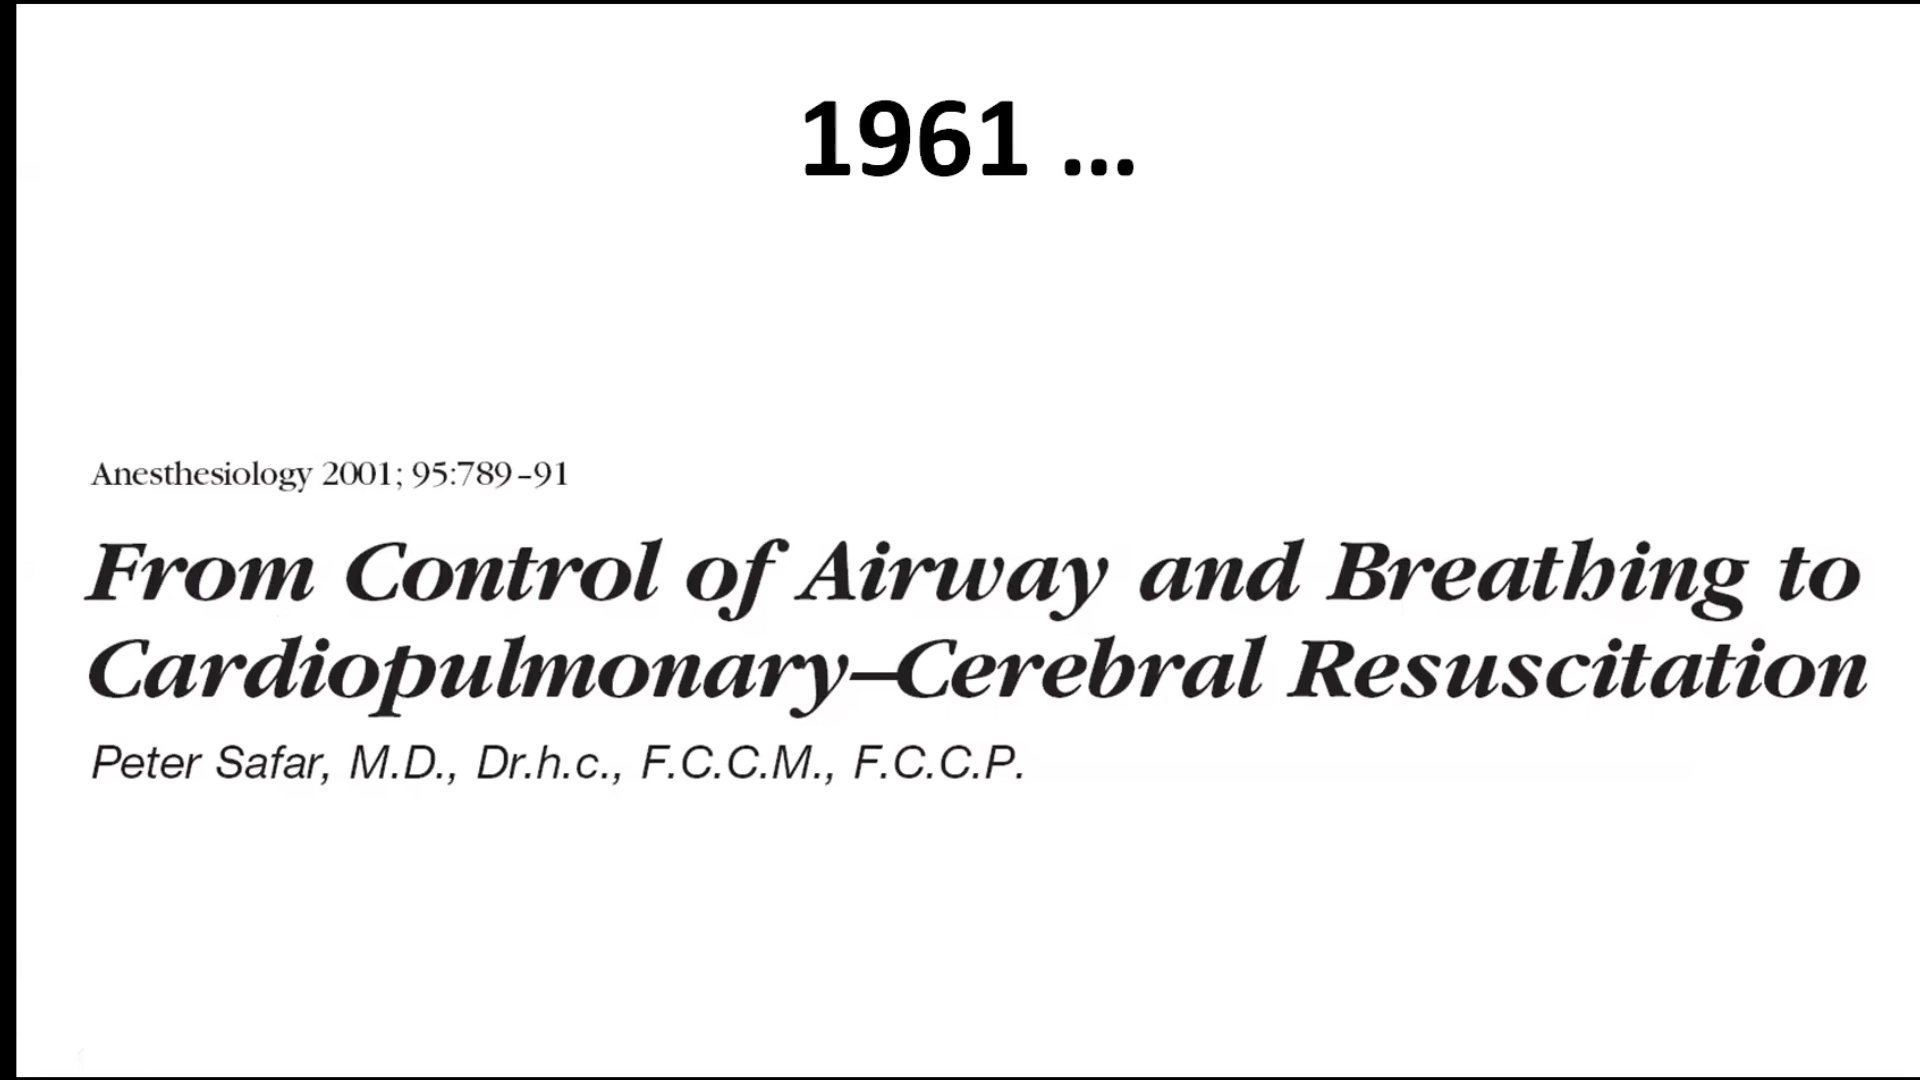 1961 ...
Anesthesiology 2001; 95:789–91
From Control of Airway and Breathing to
Cardiopulmonary–Cerebral Resuscitation
Peter Safar, M.D., Dr.h.c., F.C.C.M., F.C.C.P.